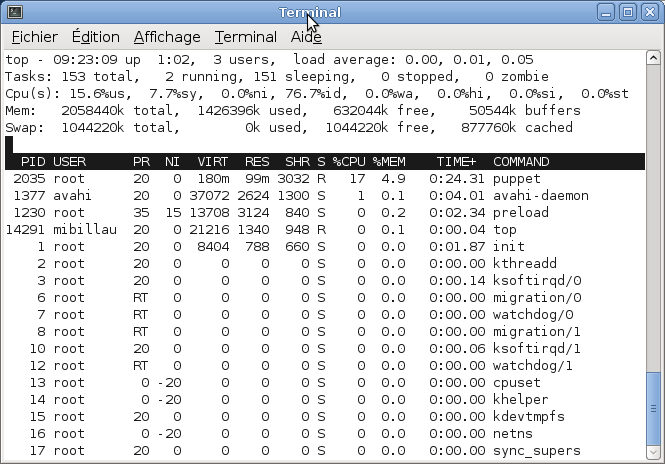 Terminal
Fichier Édition Affichage Terminal Aide
top - 09:23:09 up  1:02,  3 users,  load average: 0.00, 0.01, 0.05
Tasks: 153 total,   2 running, 151 sleeping,   0 stopped,   0 zombie
Cpu(s): 15.6%us,  7.7%sy,  0.0%ni, 76.7%id,  0.0%wa,  0.0%hi,  0.0%si,  0.0%st
Mem:   2058440k total,  1426396k used,   632044k free,    50544k buffers
Swap:  1044220k total,        0k used,  1044220k free,   877760k cached
PID USER PR NI VIRT RES SHR S %CPU %MEM TIME+ COMMAND
2035 root 20 0 180m 99m 3032 R 17 4.9 0:24.31 puppet
1377 avahi 20 0 37072 2624 1300 S 1 0.1 0:04.01 avahi-daemon
1230 root 35 15 13708 3124 840 S 0 0.2 0:02.34 preload
14291 mibillau 20 0 21216 1340 948 R 0 0.1 0:00.04 top
1 root 20 0 8404 788 660 S 0 0.0 0:01.87 init
2 root 20 0 0 0 0 S 0 0.0 0:00.00 kthreadd
3 root 20 0 0 0 0 S 0 0.0 0:00.14 ksoftirqd/0
6 root RT 0 0 0 0 S 0 0.0 0:00.00 migration/0
7 root RT 0 0 0 0 S 0 0.0 0:00.00 watchdog/0
8 root RT 0 0 0 0 S 0 0.0 0:00.00 migration/1
10 root 20 0 0 0 0 S 0 0.0 0:00.06 ksoftirqd/1
12 root RT 0 0 0 0 S 0 0.0 0:00.00 watchdog/1
13 root 0 -20 0 0 0 S 0 0.0 0:00.00 cpuset
14 root 0 -20 0 0 0 S 0 0.0 0:00.00 khelper
15 root 20 0 0 0 0 S 0 0.0 0:00.00 kdevtmpfs
16 root 0 -20 0 0 0 S 0 0.0 0:00.00 netns
17 root 20 0 0 0 0 S 0 0.0 0:00.00 sync_supers